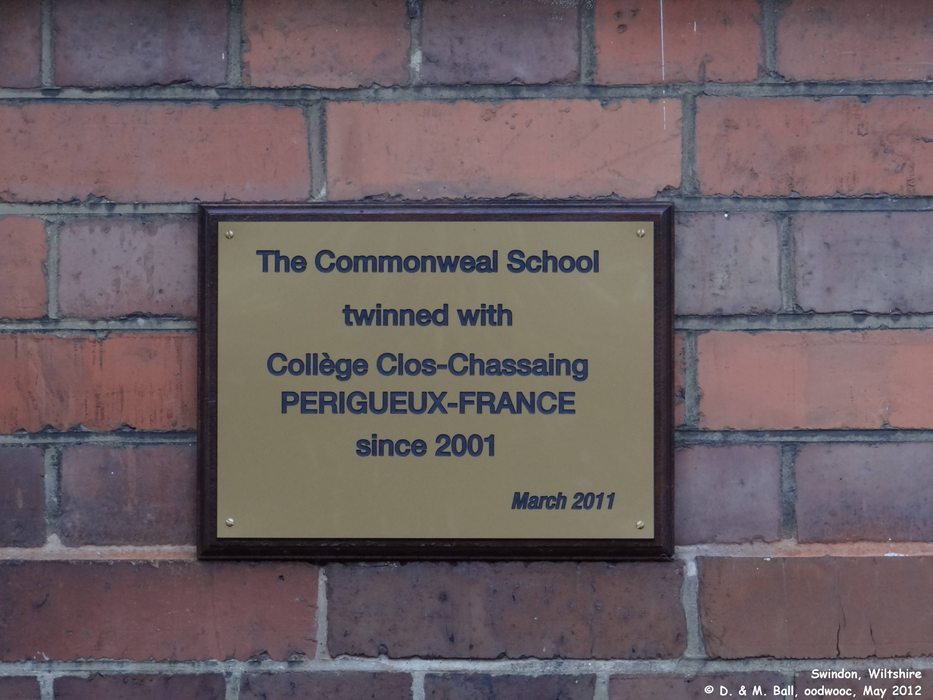 The Commonweal School
twinned with
Collège Clos-Chassaing
PERIGUEUX-FRANCE
since 2001
March 2011
Swindon, Wiltshire
© D. & M. Ball, oodwooc, May 2012